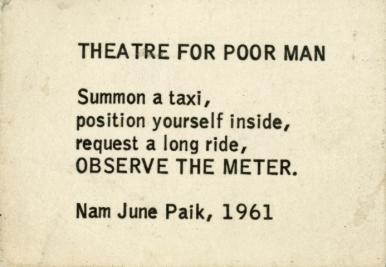 THEATRE FOR POOR MAN
Summon a taxi,
position yourself inside,
request a long ride,
OBSERVE THE METER.
Nam June Paik, 1961